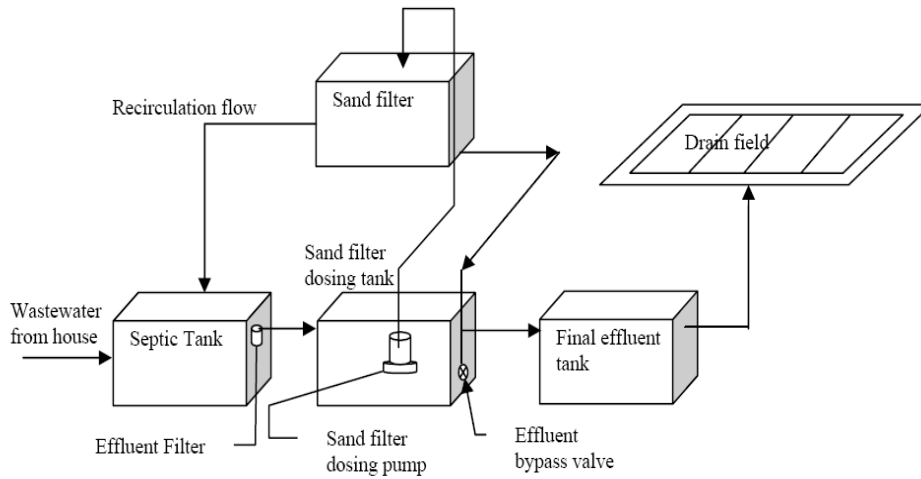 Sand filter
Recirculation flow
Drain field
Sand filter
dosing tank
Wastewater
from house
Septic Tank
Final effluent
tank
Effluent Filter
Sand filter
dosing pump
Effluent
bypass valve